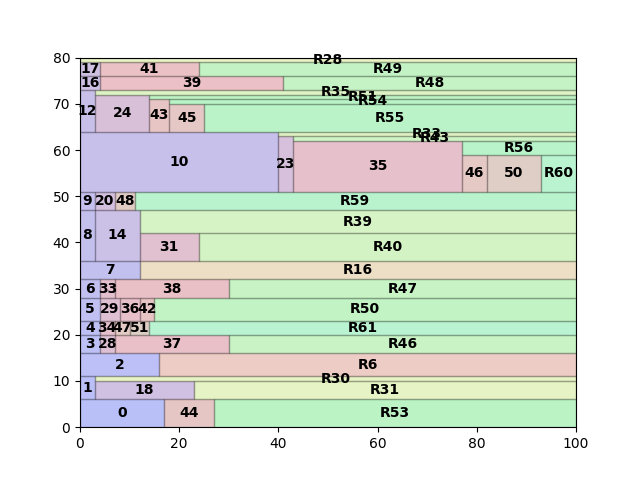 80
R28
17 41 R49
16 39 R48
R35
R51
70
R54
12 24 43 45 R55
R33
R43
60
10 23 35 46 50 R56 R60
50
9 20 48 R59
8 14 R39
40
31 R40
7 R16
30
6 33 38 R47
5 29 36 42 R50
20
4 34 47 51 R61
3 28 37 R46
2 R6
10
R30
1 18 R31
0 44 R53
0
0 20 40 60 80 100